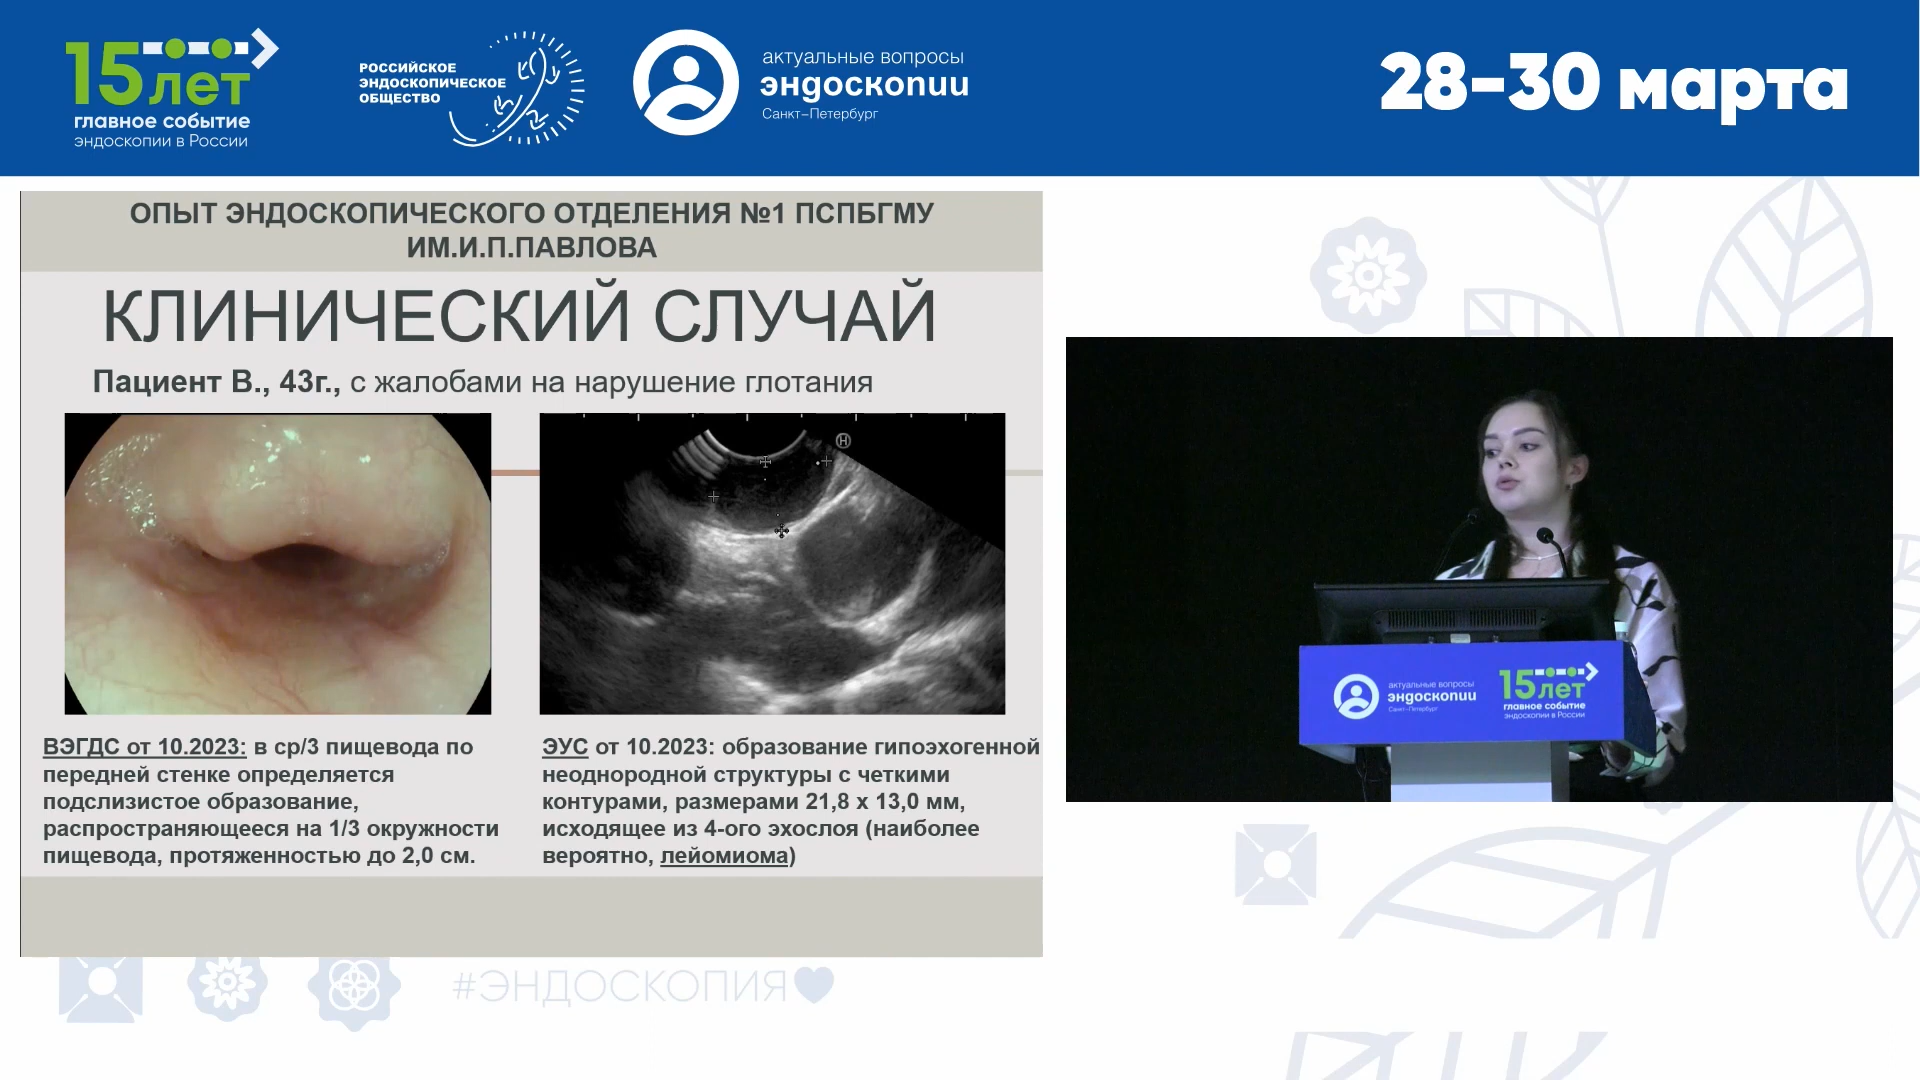 15 лет
главное событие
эндоскопии в России
РОССИЙСКОЕ
ЭНДОСКОПИЧЕСКОЕ
ОБЩЕСТВО
актуальные вопросы
эндоскопии
Санкт–Петербург
28–30 марта
ОПЫТ ЭНДОСКОПИЧЕСКОГО ОТДЕЛЕНИЯ №1 ПСПБГМУ
ИМ.И.П.ПАВЛОВА
КЛИНИЧЕСКИЙ СЛУЧАЙ
Пациент В., 43г., с жалобами на нарушение глотания
H
ВЭГДС от 10.2023: в ср/3 пищевода по
передней стенке определяется
подслизистое образование,
распространяющееся на 1/3 окружности
пищевода, протяженностью до 2,0 см.
ЭУС от 10.2023: образование гипоэхогенной
неоднородной структуры с четкими
контурами, размерами 21,8 х 13,0 мм,
исходящее из 4-ого эхослоя (наиболее
вероятно, лейомиома)
актуальные вопросы
эндоскопии
Санкт–Петербург
15 лет
главное событие
эндоскопии в России
#ЭНДОСКОПИЯ